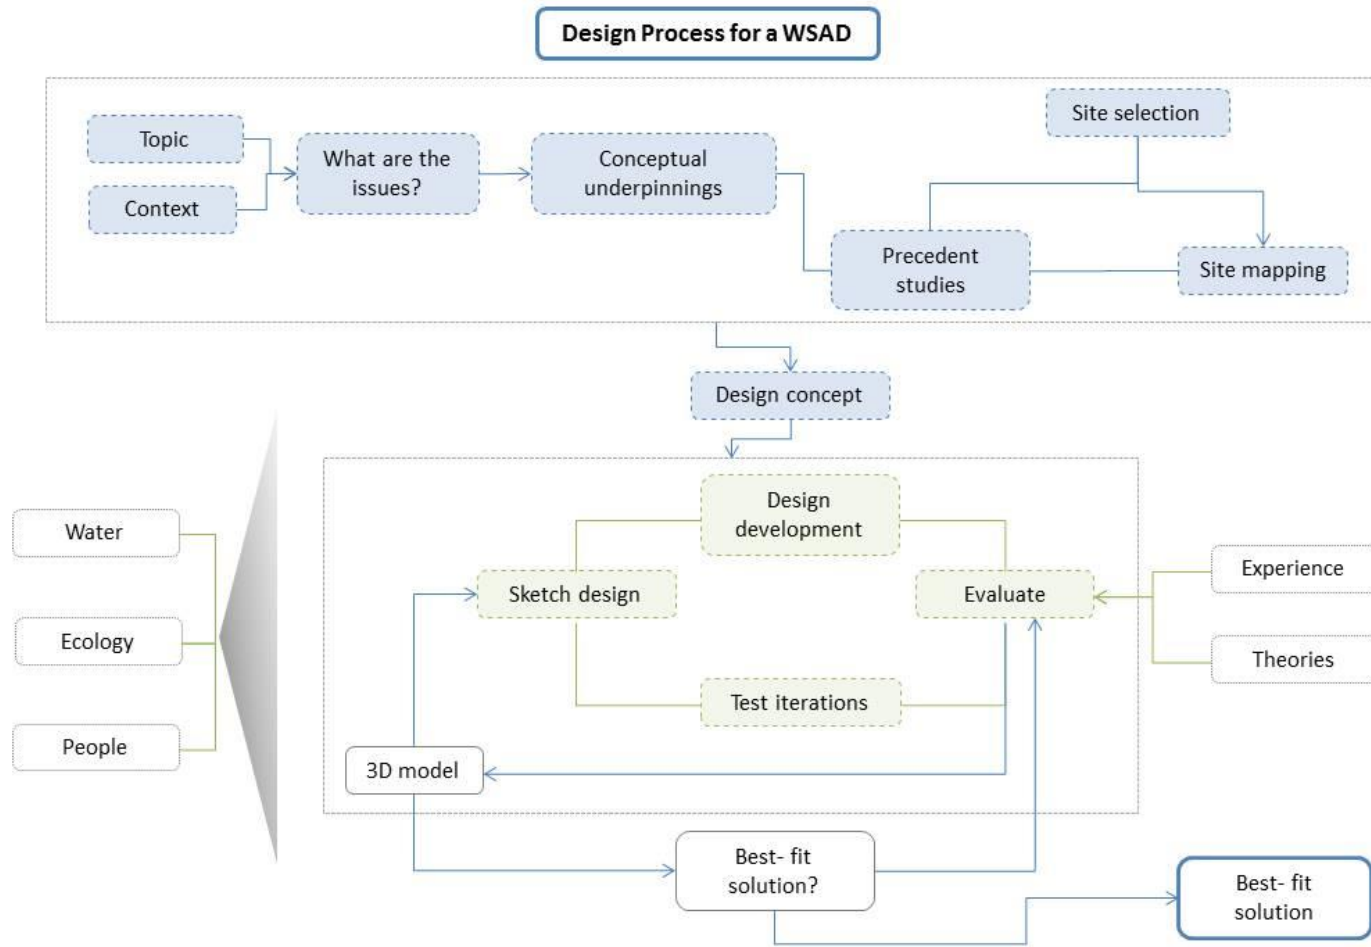 Design Process for a WSAD
Topic
Context
What are the
issues?
Conceptual
underpinnings
Site selection
Precedent
studies
Site mapping
Design concept
Water
Ecology
People
Design
development
Sketch design
Evaluate
Test iterations
3D model
Experience
Theories
Best- fit
solution?
Best- fit
solution